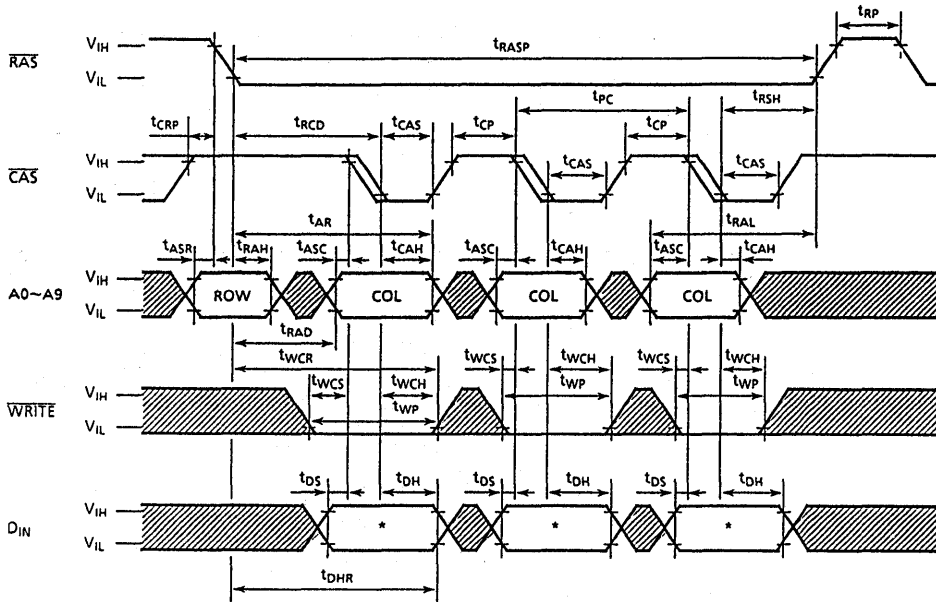 tRP
VIH
tRASP
RAS
VIL
tPC
tRSH
tCRP
tRCD
tCAS
tCP
tCP
VIH
CAS
tCAS
tCAS
VIL
tAR
tRAL
tASR
tRAH
tASC
tCAH
tASC
tCAH
tASC
tCAH
VIH
A0~A9
ROW
COL
COL
COL
VIL
tRAD
tWCR
tWCS
tWCH
tWCS
tWCH
tWCS
tWCH
VIH
tWP
tWP
tWP
WRITE
VIL
tDS
tDH
tDS
tDH
tDS
tDH
VIH
DIN
*
*
*
VIL
tDHR